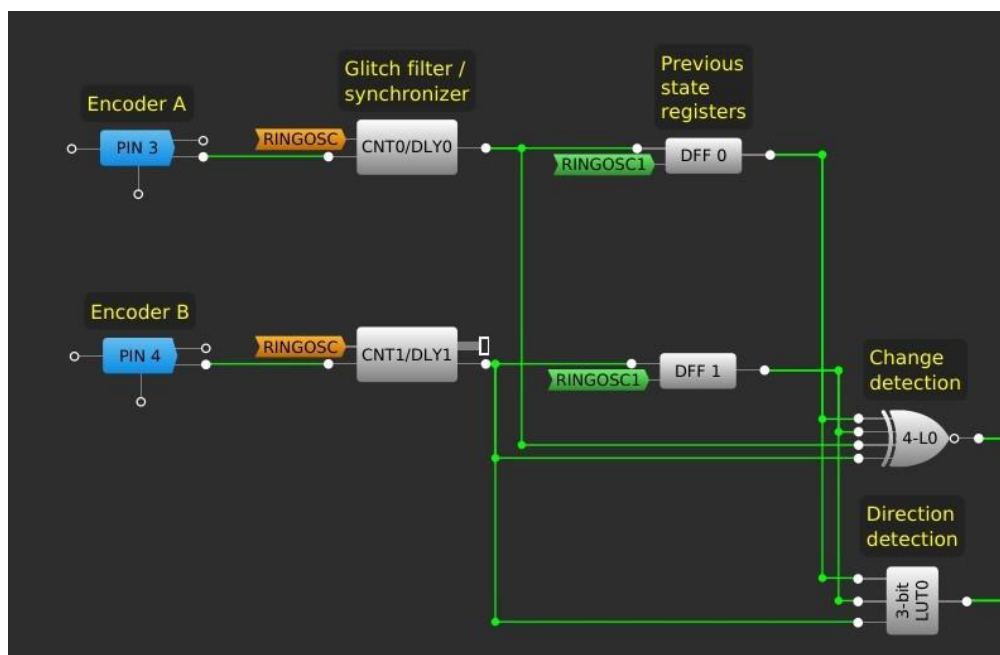 Glitch filter /
synchronizer
Previous
state
registers
Encoder A
PIN 3
RINGOSC
CNT0/DLY0
RINGOSC1
DFF 0
Encoder B
PIN 4
RINGOSC
CNT1/DLY1
RINGOSC1
DFF 1
Change
detection
4-L0
Direction
detection
3-bit
LUT0